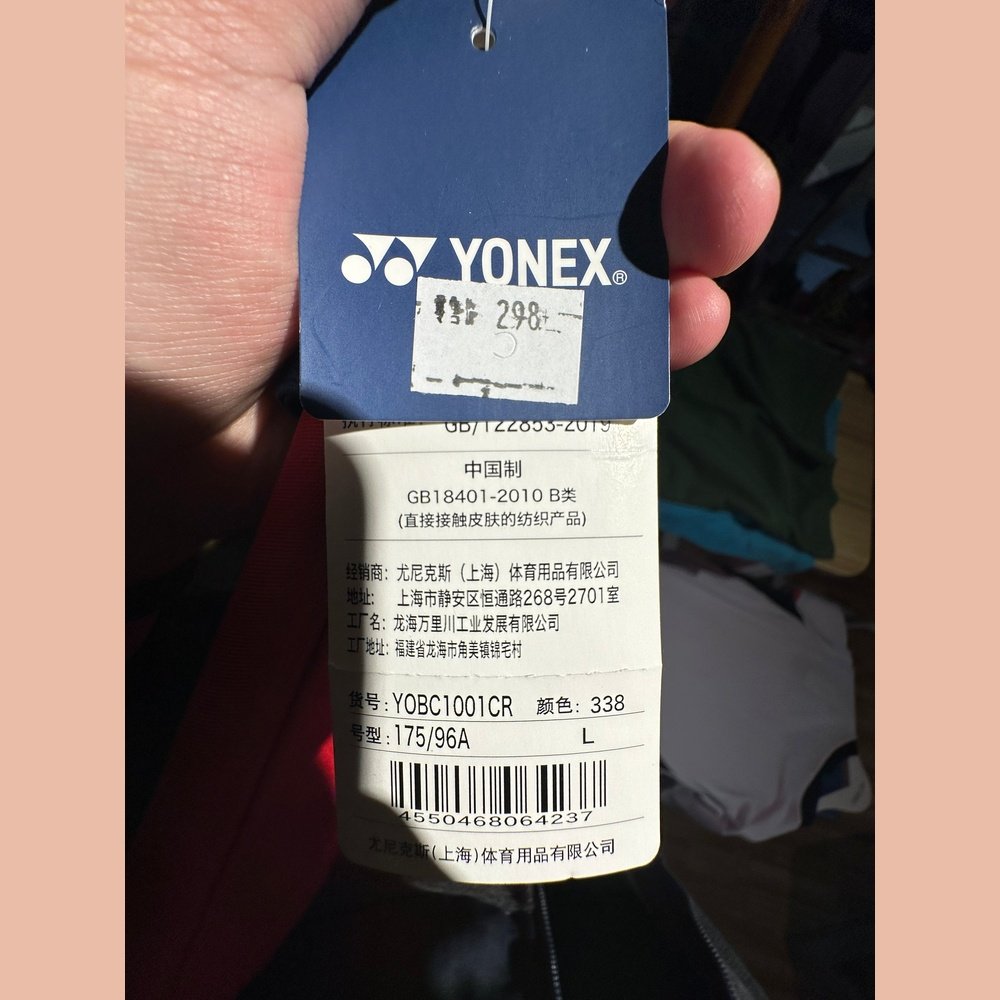 YONEX®
298
GB/T22853-2019
中国制
GB18401-2010 B类
(直接接触皮肤的纺织产品)
经销商: 尤尼克斯 (上海) 体育用品有限公司
地址: 上海市静安区恒通路268号2701室
工厂名: 龙海万里川工业发展有限公司
工厂地址: 福建省龙海市角美镇锦宅村
货号: YOBC1001CR 颜色: 338
号型: 175/96A L
4550468064237
尤尼克斯(上海)体育用品有限公司